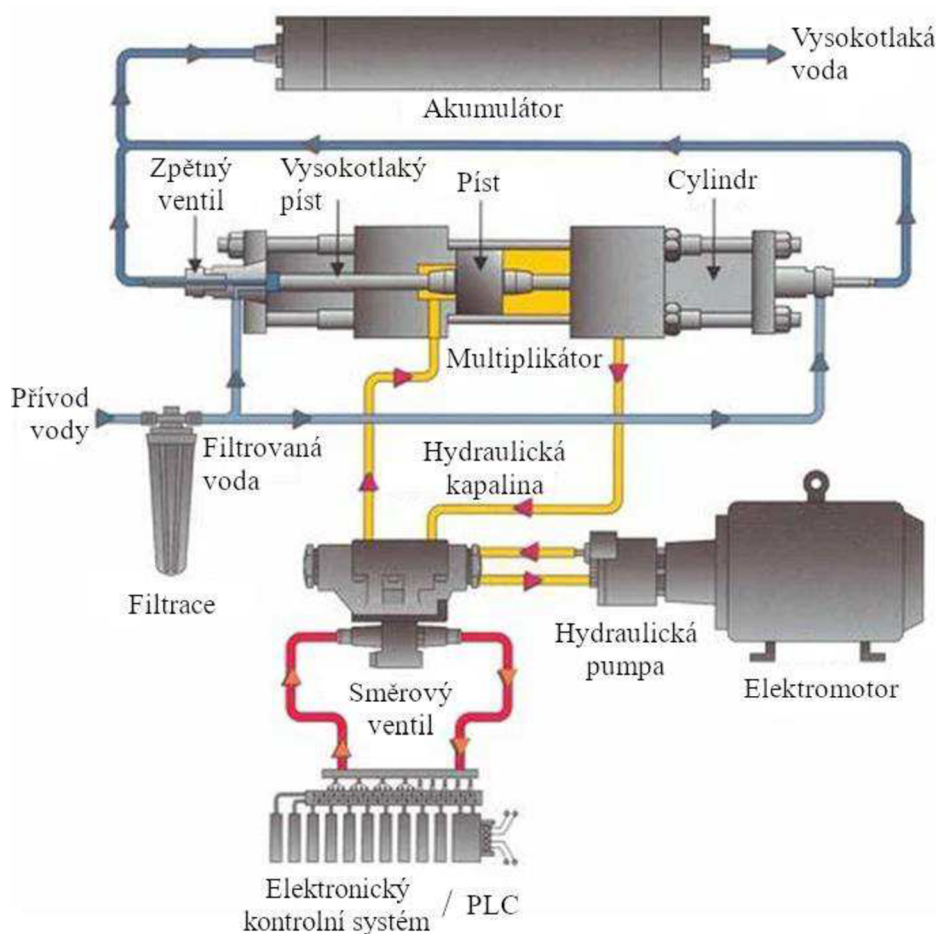 Vysokotlaká
voda
Akumulátor
Zpětný
ventil
Vysokotlaký
píst
Píst
Cylindr
Multiplikátor
Přívod
vody
Filtrovaná
voda
Hydraulická
kapalina
Filtrace
Hydraulická
pumpa
Elektromotor
Směrový
ventil
Elektronický
kontrolní systém / PLC